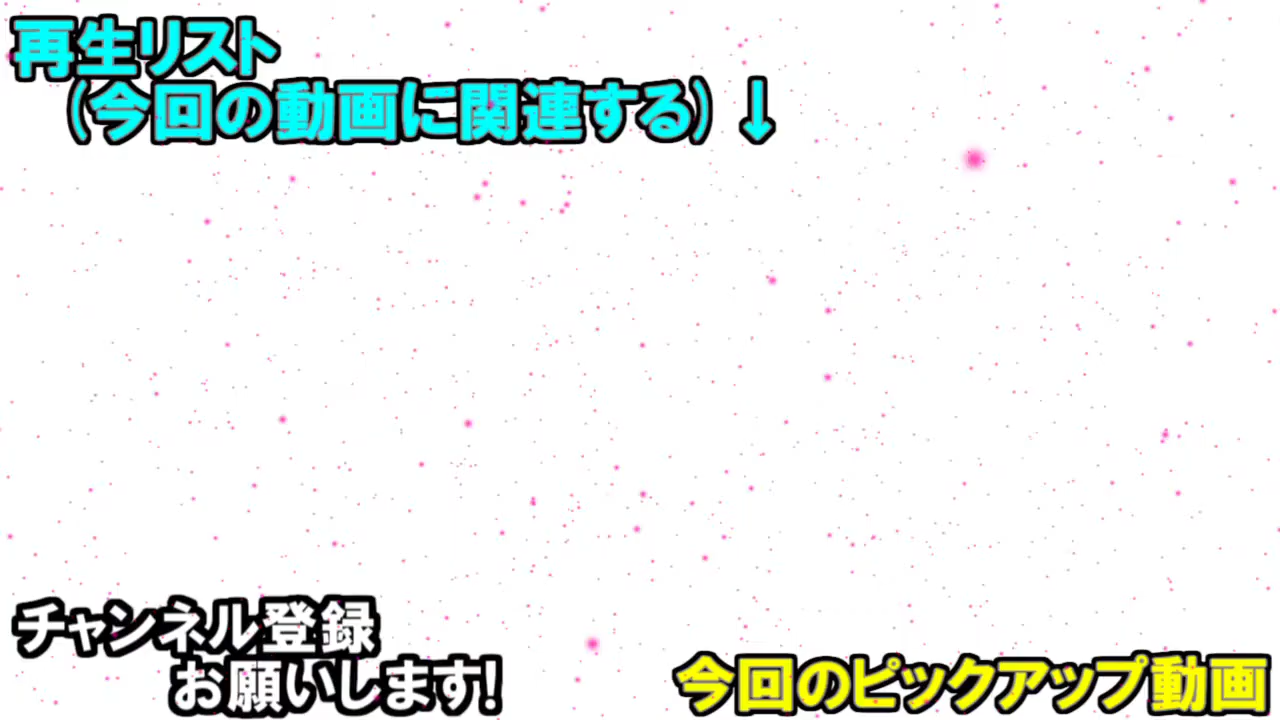 再生リスト
(今回の動画に関連する)↓
チャンネル登録
お願いします!
今回のピックアップ動画